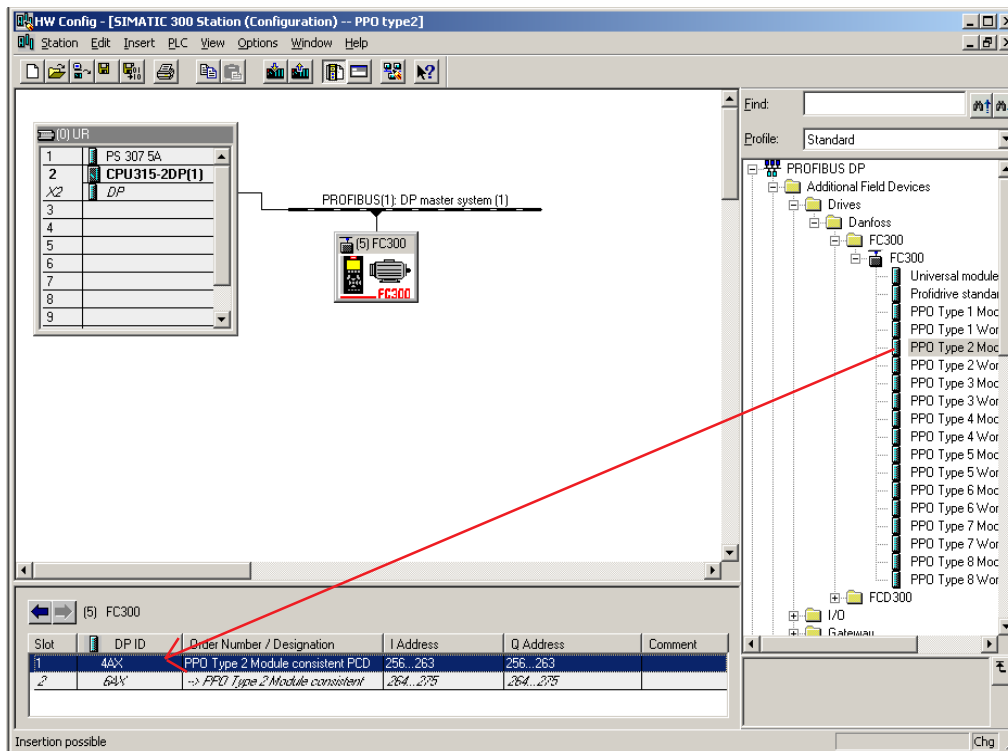 HW Config - [SIMATIC 300 Station (Configuration) -- PPO type2]
Station Edit Insert PLC View Options Window Help
Find:
Profile: Standard
(0) UR
1 PS 307 5A
2 CPU315-2DP(1)
X2 DP
3
4
5
6
7
8
9
PROFIBUS(1): DP master system (1)
(5) FC300
FC300
PROFIBUS DP
Additional Field Devices
Drives
Danfoss
FC300
FC300
Universal module
Profidrive standar
PPO Type 1 Mod
PPO Type 1 Wor
PPO Type 2 Mod
PPO Type 2 Wor
PPO Type 3 Mod
PPO Type 3 Wor
PPO Type 4 Mod
PPO Type 4 Wor
PPO Type 5 Mod
PPO Type 5 Wor
PPO Type 6 Mod
PPO Type 6 Wor
PPO Type 7 Mod
PPO Type 7 Wor
PPO Type 8 Mod
PPO Type 8 Wor
FCD300
I/O
Gateway
(5) FC300
Slot DP ID Order Number / Designation I Address Q Address Comment
1 4AX PPO Type 2 Module consistent PCD 256...263 256...263
2 6AX --> PPO Type 2 Module consistent 264...275 264...275
Insertion possible
Chg